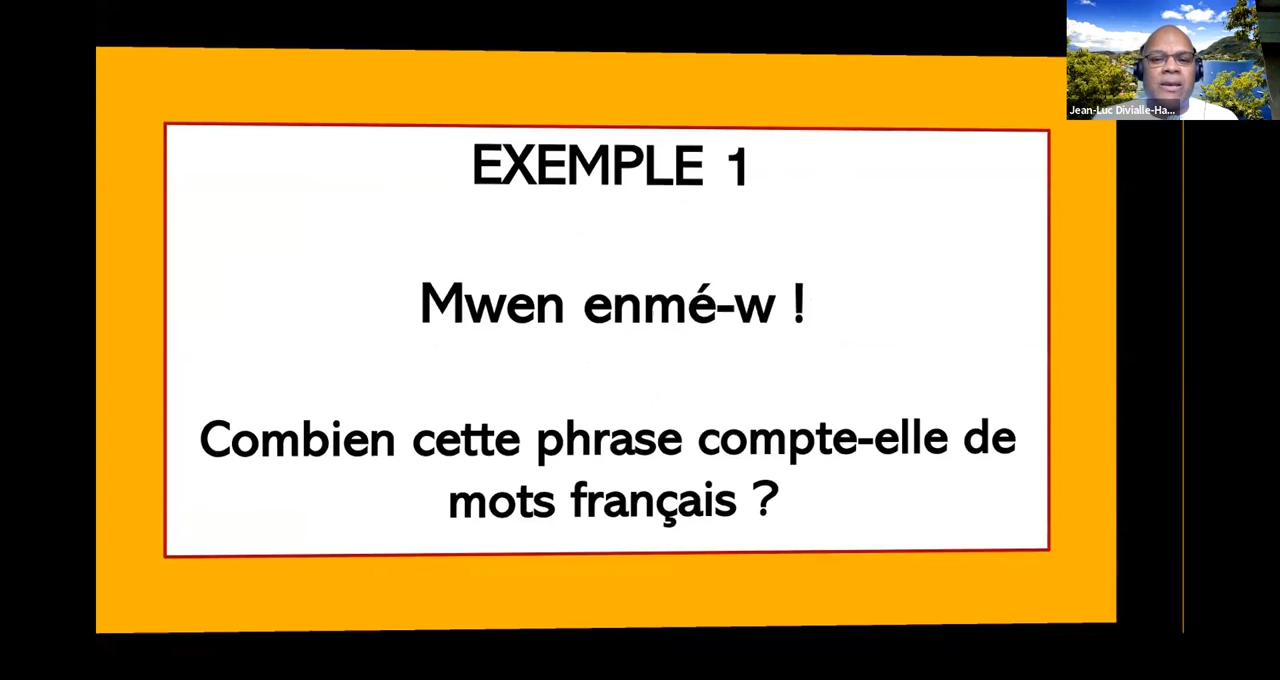 EXEMPLE 1
Mwen enmé-w !
Combien cette phrase compte-elle de
mots français ?
Jean-Luc Divialle-Ha...